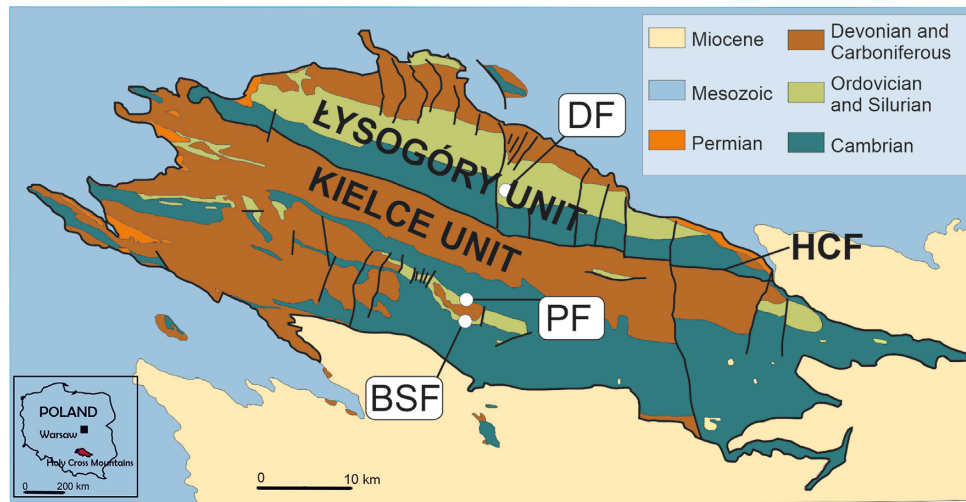 Miocene
Devonian and
Carboniferous
Mesozoic
Ordovician
and Silurian
Permian
Cambrian
DF
ŁYSOGÓRY UNIT
KIELCE UNIT
HCF
PF
BSF
POLAND
Warsaw
Holy Cross Mountains
0 200 km
0 10 km